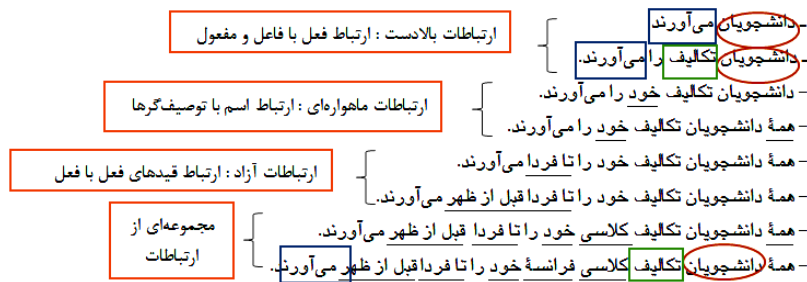 - دانشجویان می‌آورند
- دانشجویان تکالیف را می‌آورند.
ارتباطات بالادست : ارتباط فعل با فاعل و مفعول
- دانشجویان تکالیف خود را می‌آورند.
- همهٔ دانشجویان تکالیف خود را می‌آورند.
ارتباطات ماهواره‌ای : ارتباط اسم با توصیف‌گرها
- همهٔ دانشجویان تکالیف خود را تا فردا می‌آورند.
- همهٔ دانشجویان تکالیف خود را تا فردا قبل از ظهر می‌آورند.
ارتباطات آزاد : ارتباط قیدهای فعل با فعل
- همهٔ دانشجویان تکالیف کلاسی خود را تا فردا قبل از ظهر می‌آورند.
- همهٔ دانشجویان تکالیف کلاسی فرانسهٔ خود را تا فردا قبل از ظهر می‌آورند.
مجموعه‌ای از
ارتباطات